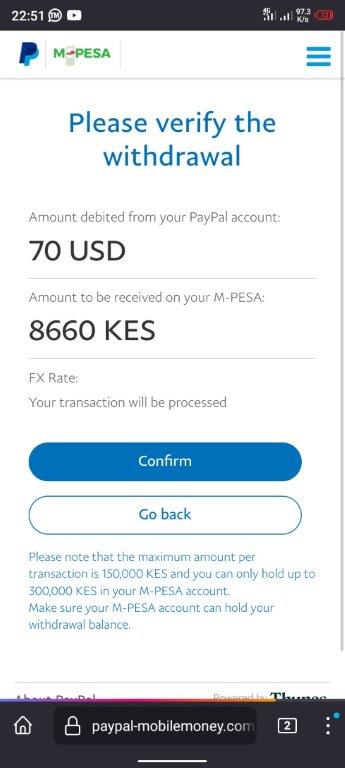 22:51
4G
97.3
K/s
12
M-PESA
Please verify the
withdrawal
Amount debited from your PayPal account:
70 USD
Amount to be received on your M-PESA:
8660 KES
FX Rate:
Your transaction will be processed
Confirm
Go back
Please note that the maximum amount per
transaction is 150,000 KES and you can only hold up to
300,000 KES in your M-PESA account.
Make sure your M-PESA account can hold your
withdrawal balance.
About PayPal
Powered by Thunes
paypal-mobilemoney.com
2